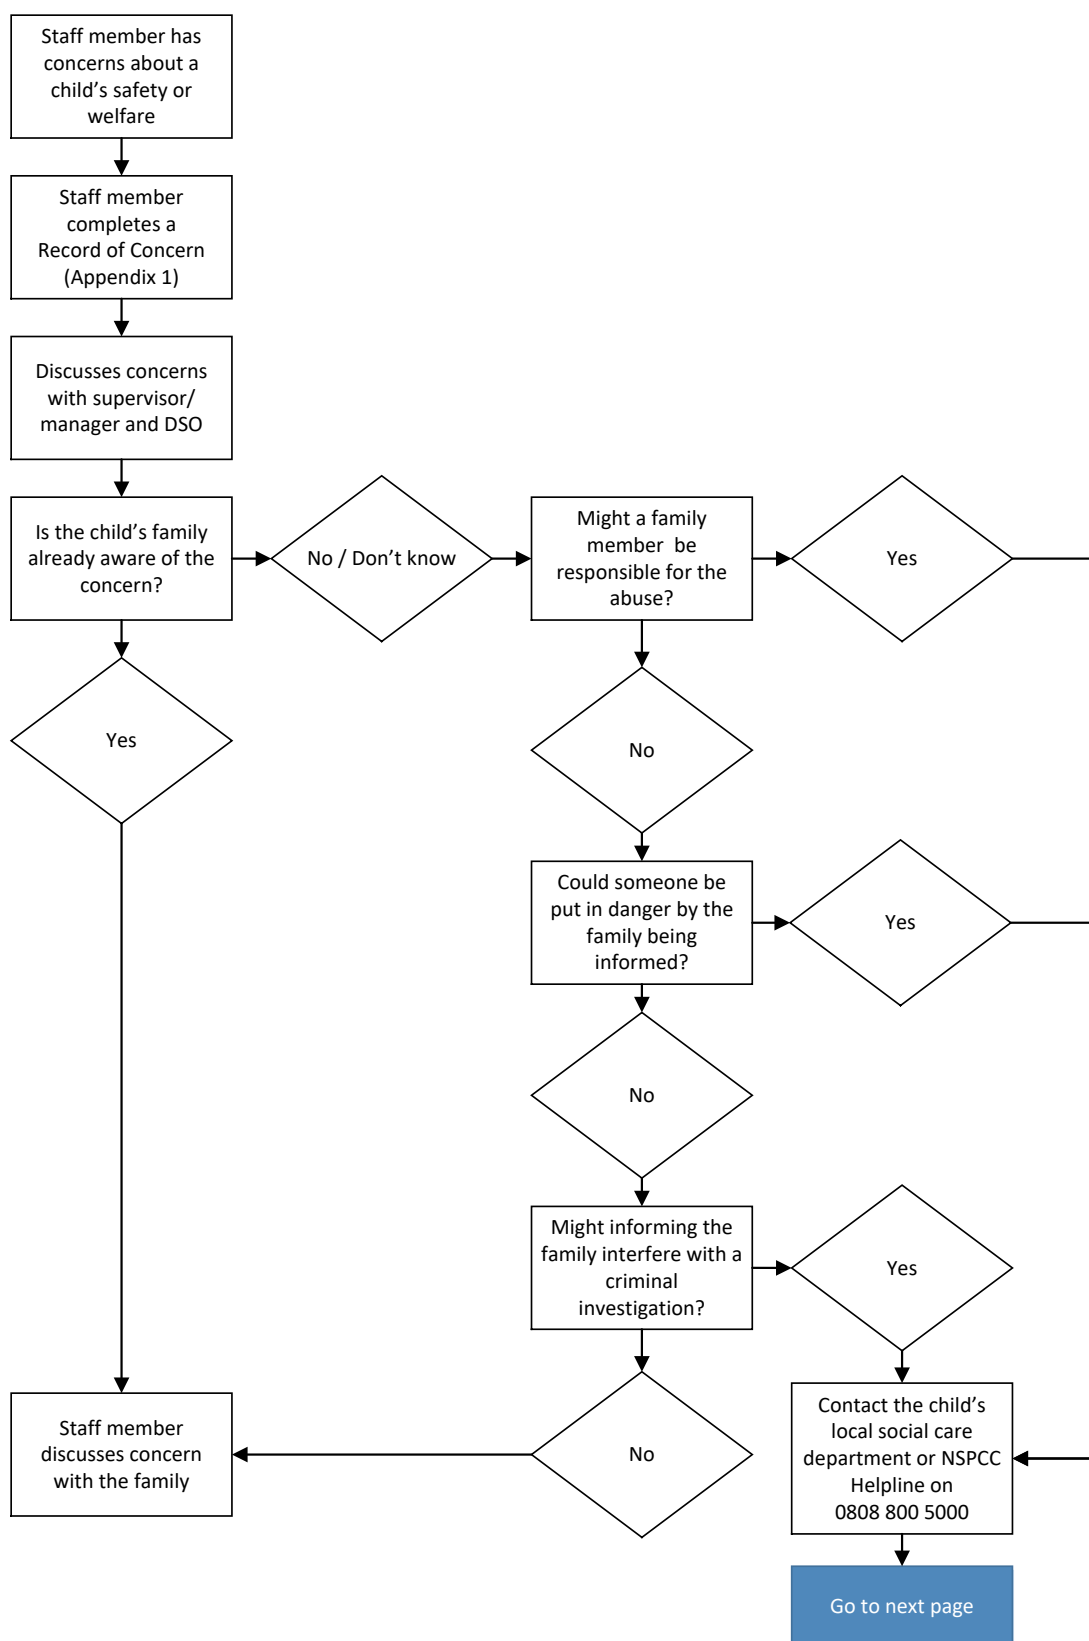 Staff member has
concerns about a
child’s safety or
welfare
Staff member
completes a
Record of Concern
(Appendix 1)
Discusses concerns
with supervisor/
manager and DSO
Is the child’s family
already aware of the
concern?
No / Don’t know
Might a family
member be
responsible for the
abuse?
Yes
Yes
No
Could someone be
put in danger by the
family being
informed?
Yes
No
Might informing the
family interfere with a
criminal
investigation?
Yes
Staff member
discusses concern
with the family
No
Contact the child’s
local social care
department or NSPCC
Helpline on
0808 800 5000
Go to next page